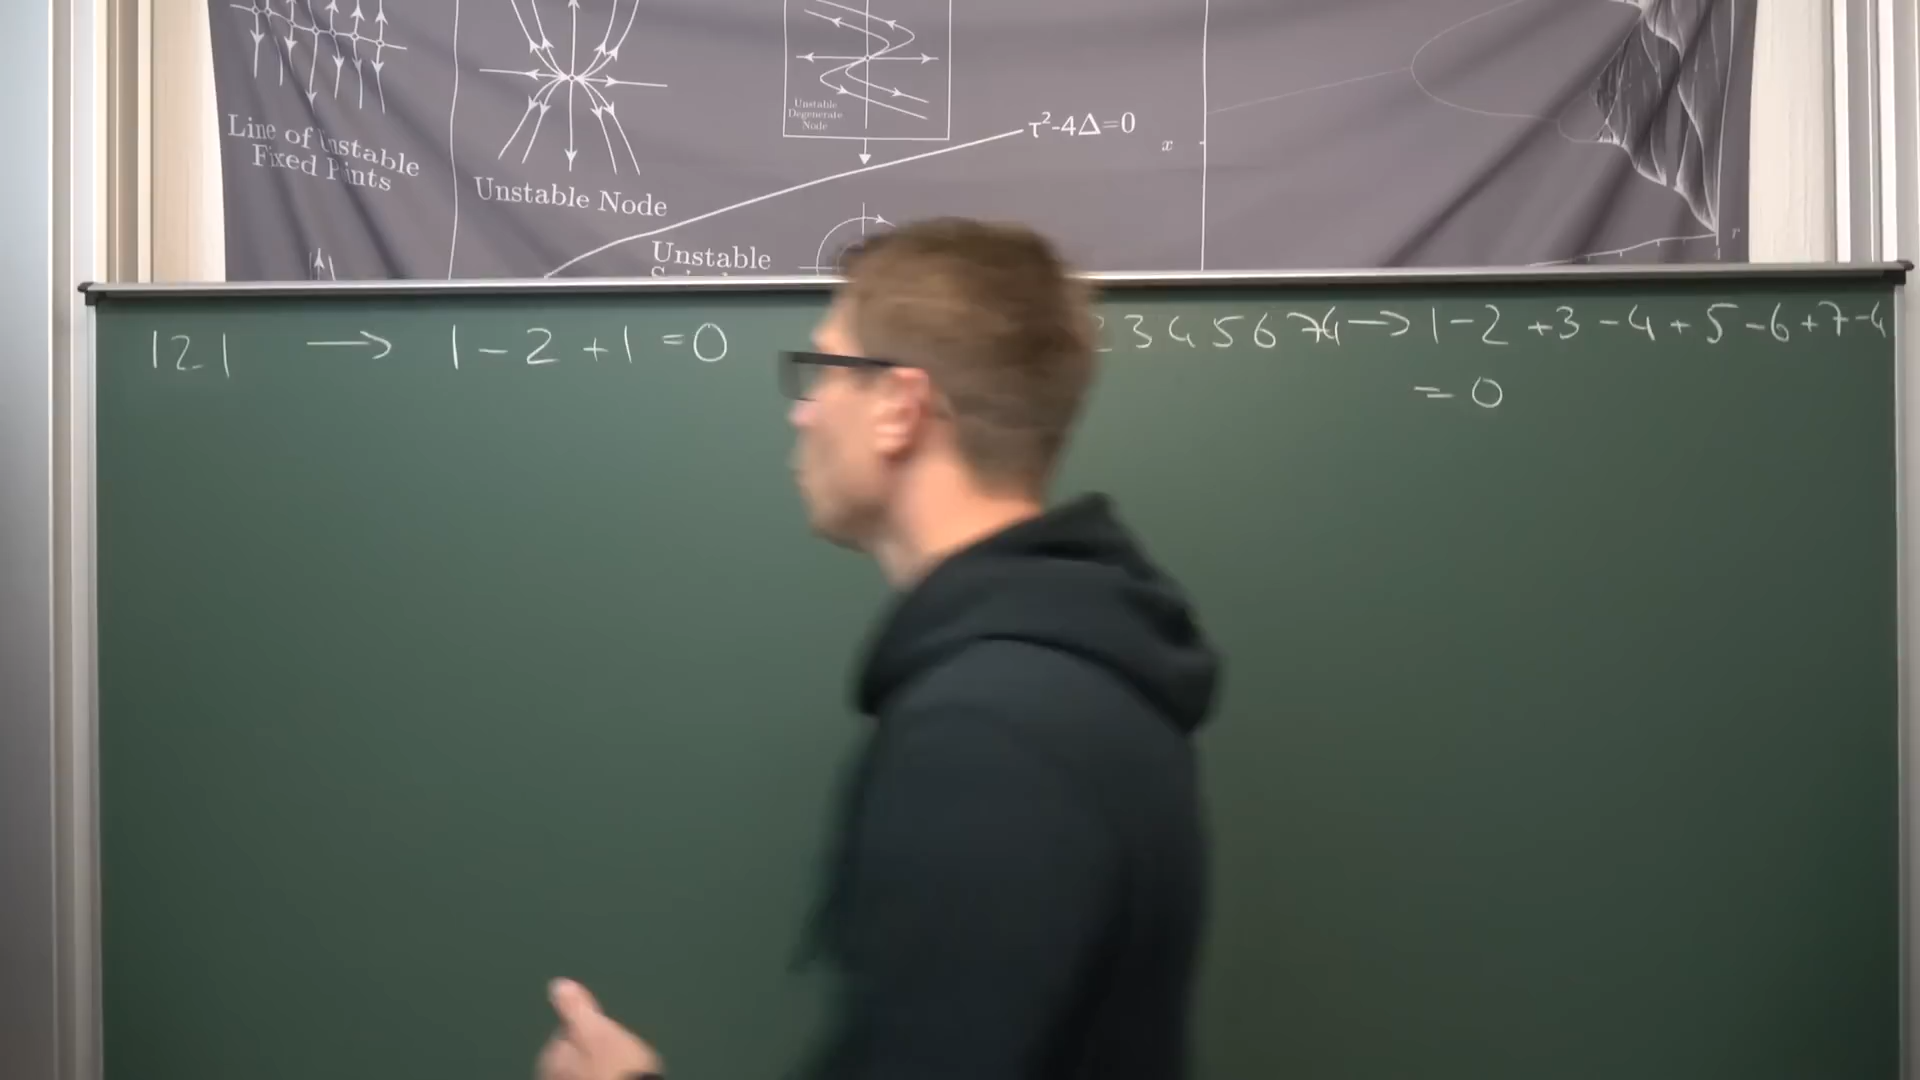 Line of Unstable
Fixed Points
Unstable Node
Unstable
Degenerate
Node
τ²-4Δ=0
x
r
Unstable
121 → 1-2+1=0
2345674→1-2+3-4+5-6+7-4
=0